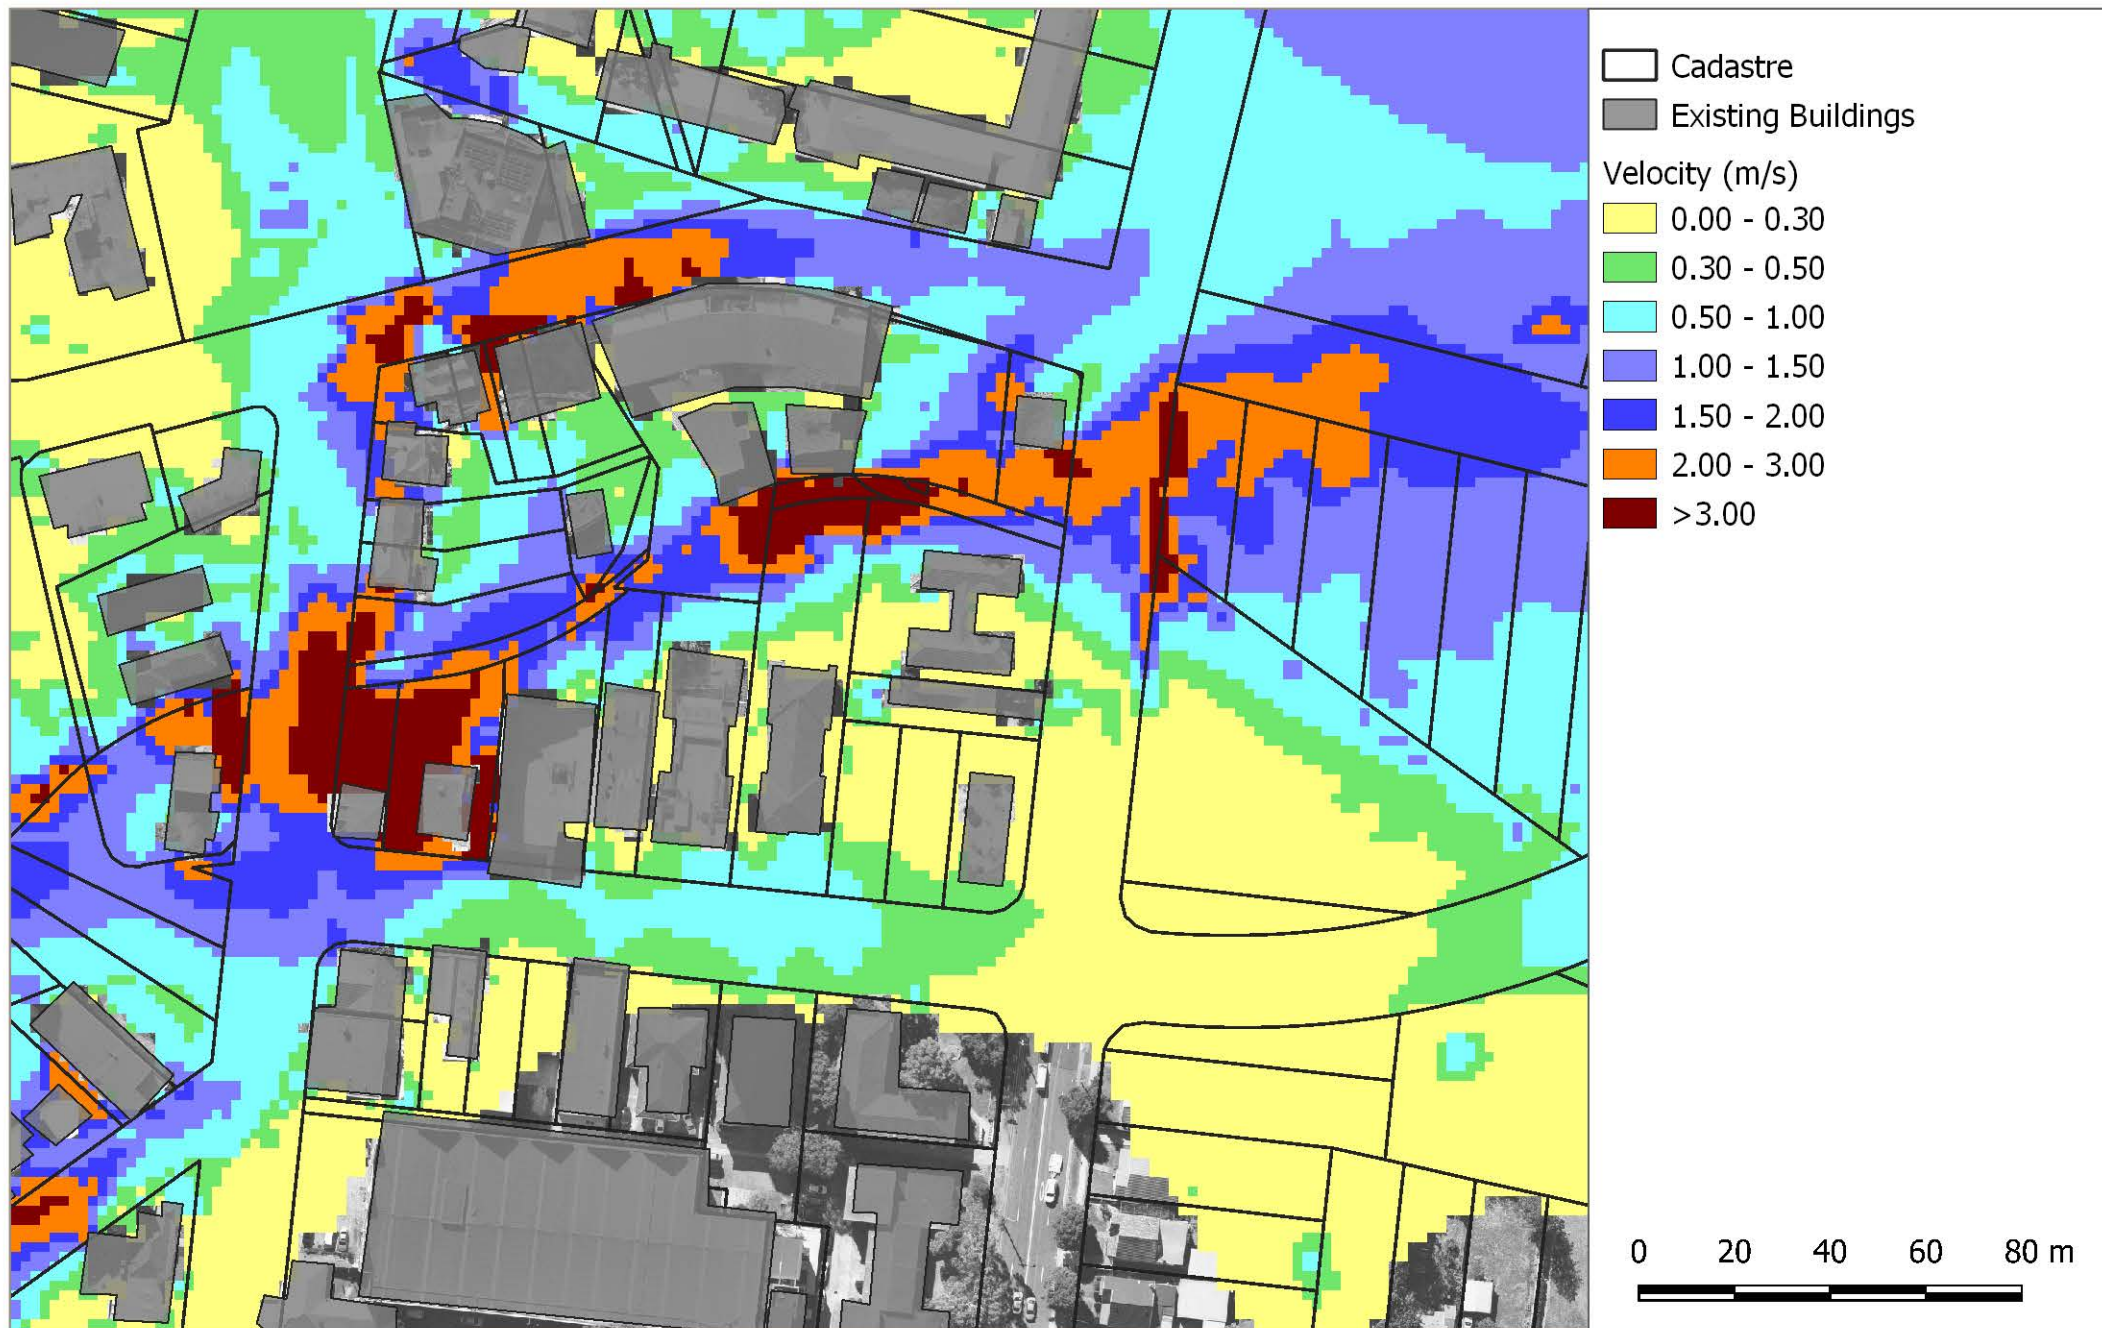 Cadastre
Existing Buildings
Velocity (m/s)
0.00 - 0.30
0.30 - 0.50
0.50 - 1.00
1.00 - 1.50
1.50 - 2.00
2.00 - 3.00
>3.00
0 20 40 60 80 m